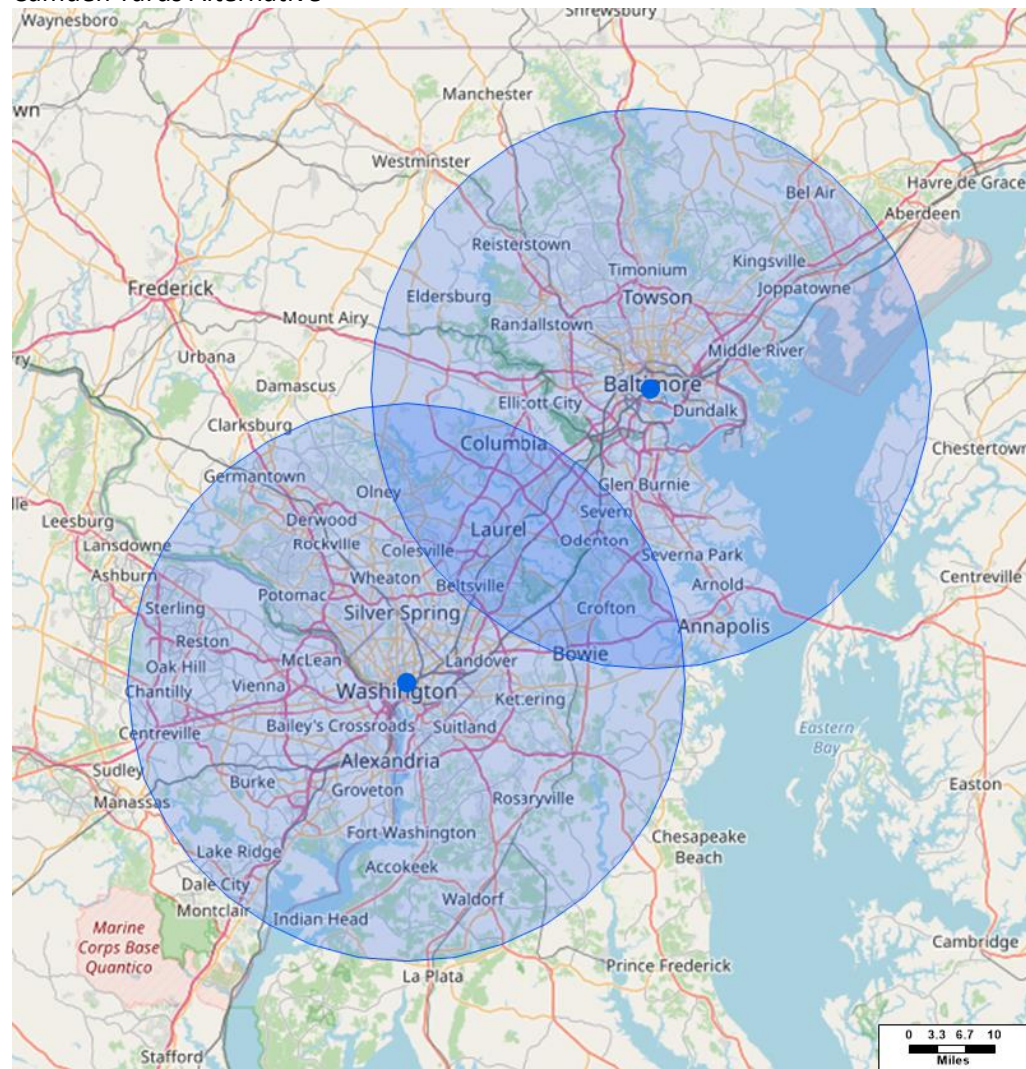 Camden Yards Alternative
Waynesboro
Shrewsbury
wn
Manchester
Westminster
Havre de Grace
Bel Air
Aberdeen
Reisterstown
Timonium
Kingsville
Frederick
Eldersburg
Towson
Joppatowne
Mount Airy
Randallstown
Urbana
Middle River
ry
Damascus
Baltimore
Ellicott City
Dundalk
Clarksburg
Columbia
Chestertown
Germantown
Glen Burnie
Olney
lle
Severn
Leesburg
Derwood
Laurel
Lansdowne
Rockville
Colesville
Odenton
Severna Park
Ashburn
Wheaton
Beltsville
Arnold
Centreville
Sterling
Potomac
Silver Spring
Crofton
Reston
Annapolis
Oak Hill
McLean
Landover
Bowie
Chantilly
Vienna
Washington
Kettering
Centreville
Bailey's Crossroads
Suitland
Eastern
Bay
Sudley
Alexandria
Burke
Groveton
Rosaryville
Easton
Manassas
Fort Washington
Chesapeake
Beach
Lake Ridge
Accokeek
Dale City
Waldorf
Montclair
Indian Head
Marine
Corps Base
Quantico
Cambridge
La Plata
Prince Frederick
Stafford
0 3.3 6.7 10
Miles